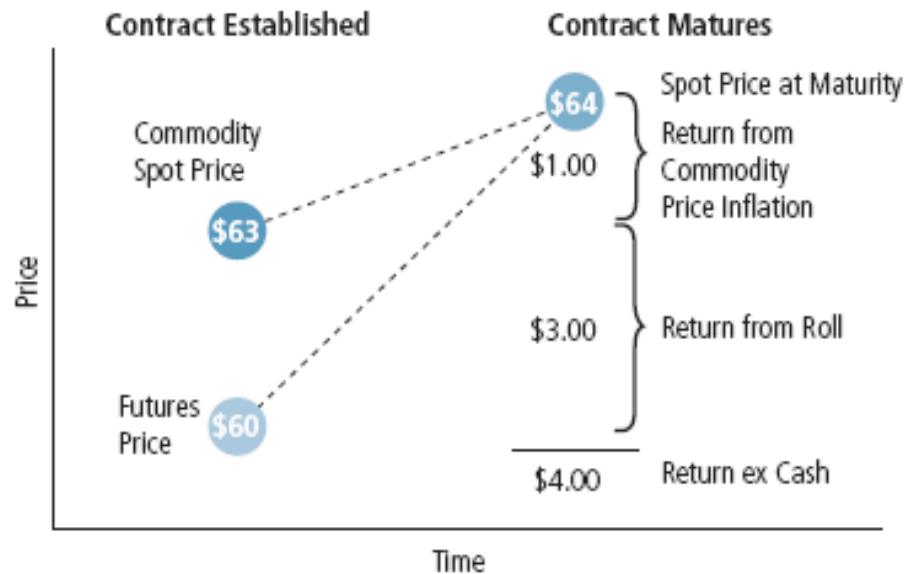 Contract Established
Contract Matures
$64
Spot Price at Maturity
Commodity
Spot Price
$1.00
Return from
Commodity
Price Inflation
$63
Price
$3.00
Return from Roll
Futures
Price
$60
$4.00
Return ex Cash
Time